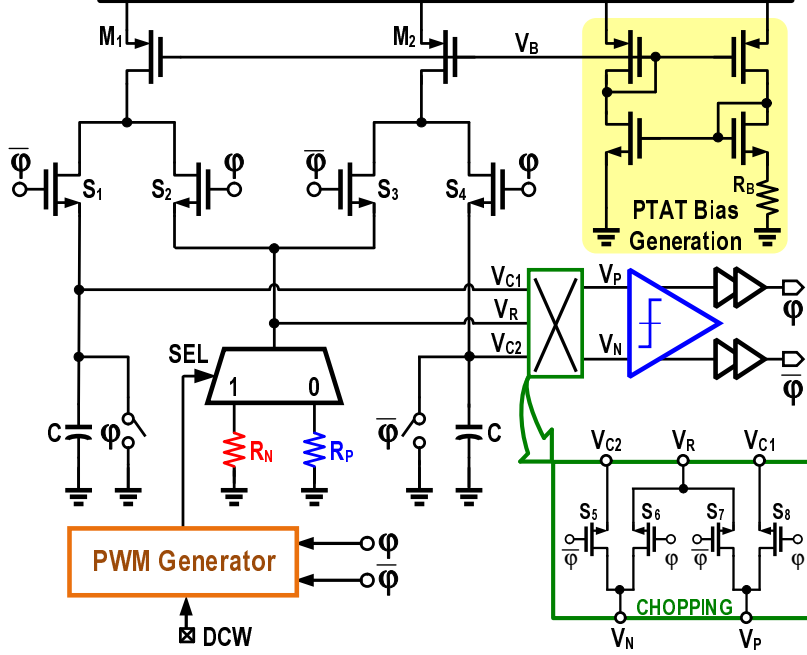 M1
M2
VB
φ̅
S1
S2
φ
φ̅
S3
S4
φ
RB
PTAT Bias
Generation
VC1
VP
VR
VC2
VN
φ
φ̅
SEL
1
0
C
φ
RN
RP
φ̅
C
VC2
VR
VC1
S5
S6
S7
S8
φ̅
φ
φ̅
φ
CHOPPING
VN
VP
PWM Generator
φ
φ̅
DCW